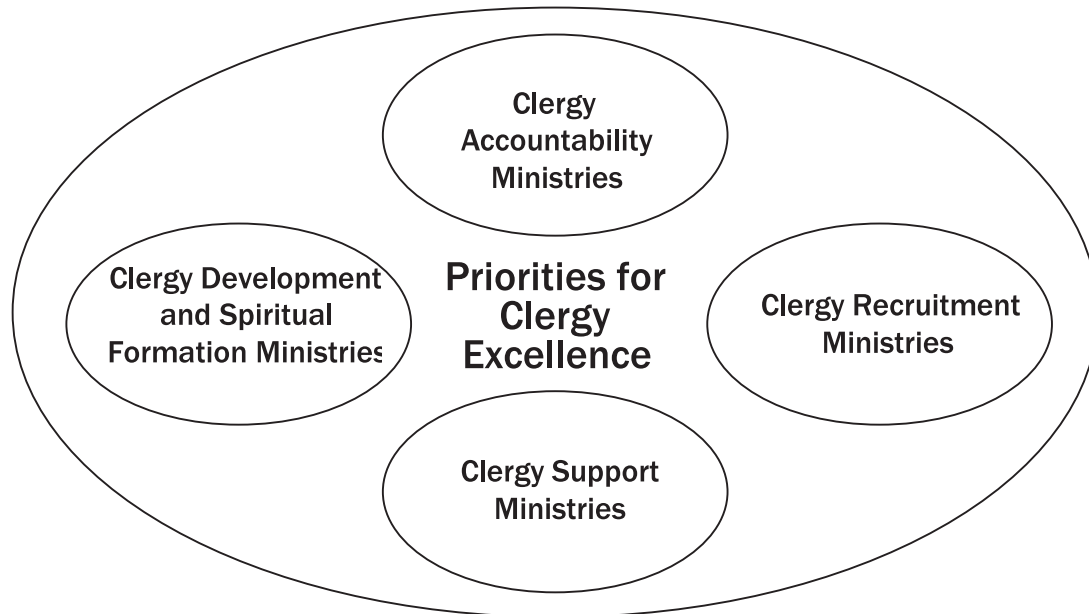 Clergy
Accountability
Ministries
Clergy Development
and Spiritual
Formation Ministries
Priorities for
Clergy
Excellence
Clergy Recruitment
Ministries
Clergy Support
Ministries